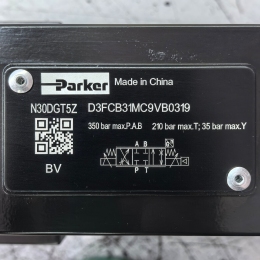 Parker Made in China
N30DGT5Z D3FCB31MC9VB0319
350 bar max.P,A,B 210 bar max.T; 35 bar max.Y
A B
P T
BV